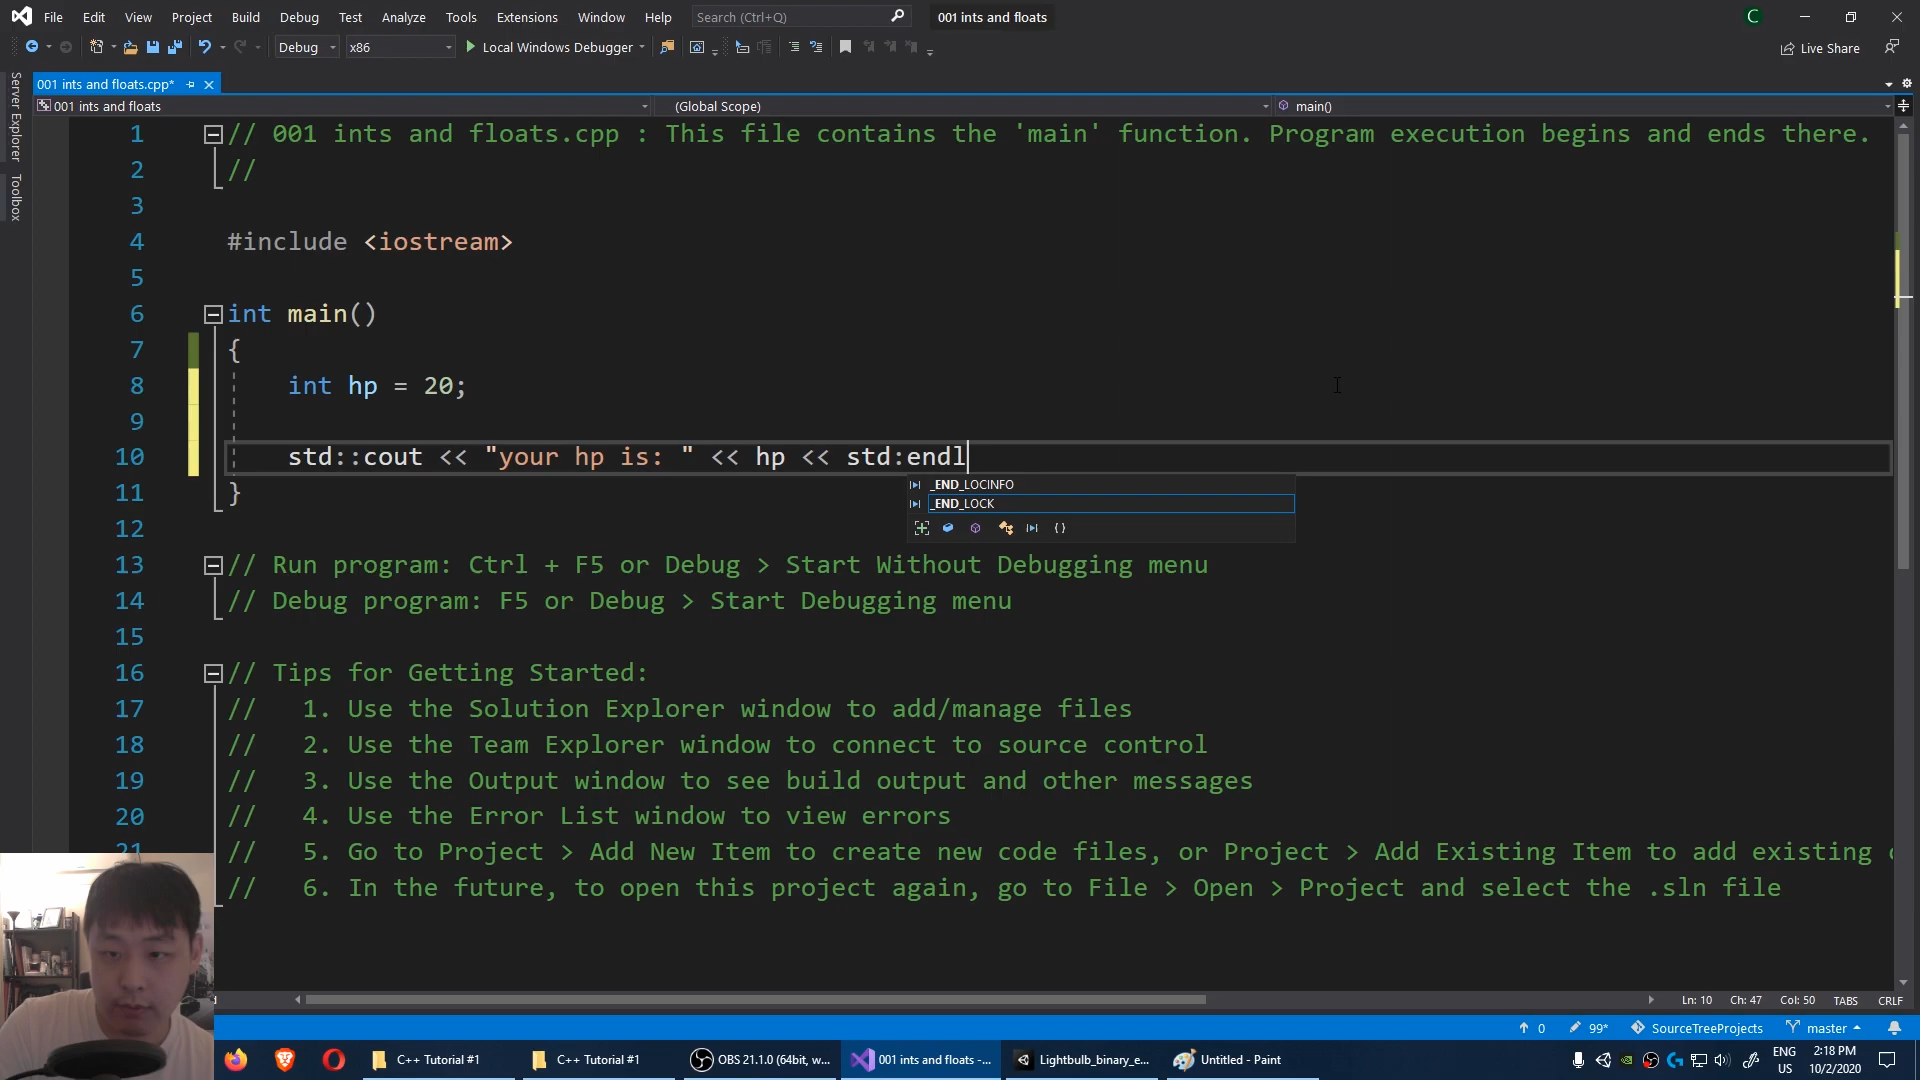 File Edit View Project Build Debug Test Analyze Tools Extensions Window Help Search (Ctrl+Q) 001 ints and floats C
Debug x86 Local Windows Debugger Live Share
Server Explorer
Toolbox
001 ints and floats.cpp*
001 ints and floats (Global Scope) main()
1 // 001 ints and floats.cpp : This file contains the 'main' function. Program execution begins and ends there.
2 //
3
4 #include <iostream>
5
6 int main()
7 {
8 int hp = 20;
9
10 std::cout << "your hp is: " << hp << std:endl
_END_LOCINFO
_END_LOCK
11 }
12
13 // Run program: Ctrl + F5 or Debug > Start Without Debugging menu
14 // Debug program: F5 or Debug > Start Debugging menu
15
16 // Tips for Getting Started:
17 // 1. Use the Solution Explorer window to add/manage files
18 // 2. Use the Team Explorer window to connect to source control
19 // 3. Use the Output window to see build output and other messages
20 // 4. Use the Error List window to view errors
21 // 5. Go to Project > Add New Item to create new code files, or Project > Add Existing Item to add existing
// 6. In the future, to open this project again, go to File > Open > Project and select the .sln file
Ln: 10 Ch: 47 Col: 50 TABS CRLF
0 99* SourceTreeProjects master
C++ Tutorial #1 C++ Tutorial #1 OBS 21.1.0 (64bit, w... 001 ints and floats -... Lightbulb_binary_e... Untitled - Paint ENG US 2:18 PM 10/2/2020